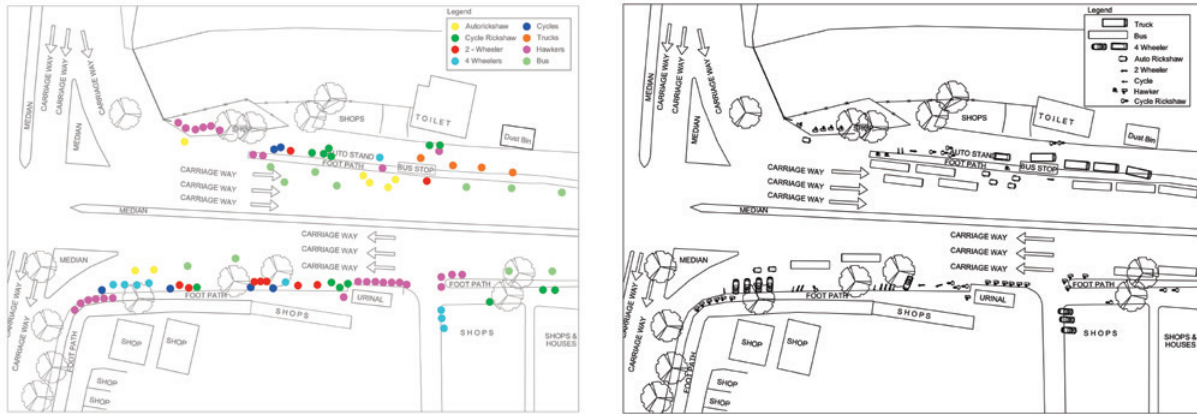 Legend
Autorickshaw
Cycle Rickshaw
2 - Wheeler
4 Wheelers
Cycles
Trucks
Hawkers
Bus
CARRIAGE WAY
CARRIAGE WAY
CARRIAGE WAY
MEDIAN
MEDIAN
SHOPS
TOILET
Dust Bin
AUTO STAND
FOOT PATH
BUS STOP
CARRIAGE WAY
CARRIAGE WAY
CARRIAGE WAY
MEDIAN
CARRIAGE WAY
CARRIAGE WAY
CARRIAGE WAY
MEDIAN
CARRIAGE WAY
CARRIAGE WAY
FOOT PATH
FOOT PATH
URINAL
FOOT PATH
SHOPS
SHOP
SHOP
SHOP
SHOP
SHOPS
SHOPS &
HOUSES
Legend
Truck
Bus
4 Wheeler
Auto Rickshaw
2 Wheeler
Cycle
Hawker
Cycle Rickshaw
CARRIAGE WAY
CARRIAGE WAY
CARRIAGE WAY
MEDIAN
MEDIAN
SHOPS
TOILET
Dust Bin
AUTO STAND
FOOT PATH
BUS STOP
CARRIAGE WAY
CARRIAGE WAY
CARRIAGE WAY
MEDIAN
CARRIAGE WAY
CARRIAGE WAY
CARRIAGE WAY
MEDIAN
CARRIAGE WAY
CARRIAGE WAY
FOOT PATH
FOOT PATH
URINAL
FOOT PATH
SHOPS
SHOP
SHOP
SHOP
SHOP
SHOPS
SHOPS &
HOUSES